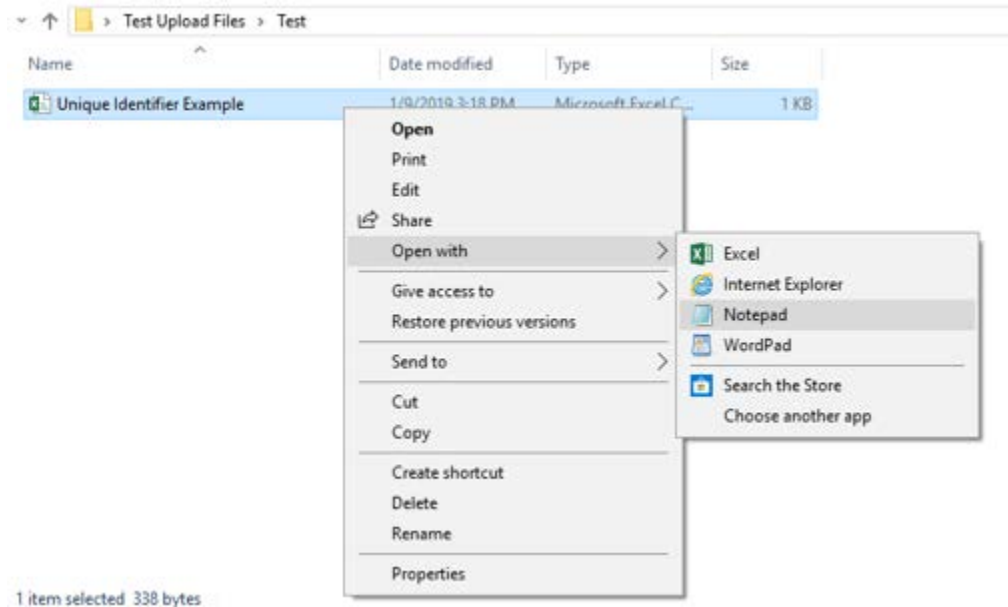 Test Upload Files > Test
Name Date modified Type Size
Unique Identifier Example 1/9/2019 3:18 PM Microsoft Excel C... 1 KB
Open
Print
Edit
Share
Open with
Give access to
Restore previous versions
Send to
Cut
Copy
Create shortcut
Delete
Rename
Properties
Excel
Internet Explorer
Notepad
WordPad
Search the Store
Choose another app
1 item selected 338 bytes